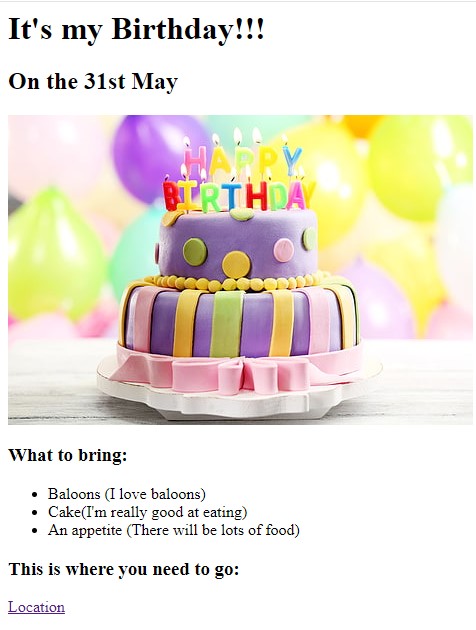 It's my Birthday!!!
On the 31st May
HAPPY
BIRTHDAY
What to bring:
Baloons (I love baloons)
Cake(I'm really good at eating)
An appetite (There will be lots of food)
This is where you need to go:
Location